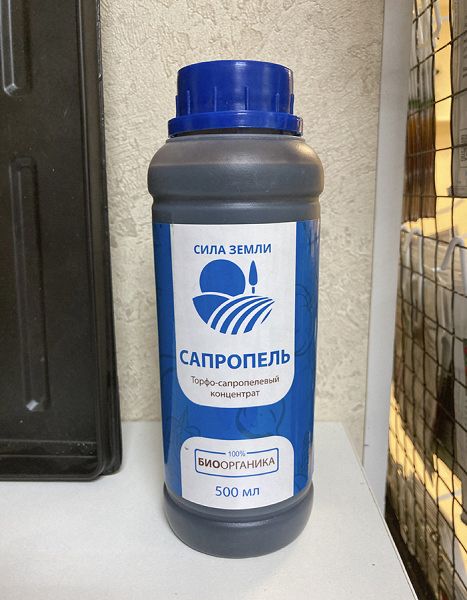 СИЛА ЗЕМЛИ
САПРОПЕЛЬ
Торфо-сапропелевый
концентрат
100%
БИООРГАНИКА
500 мл